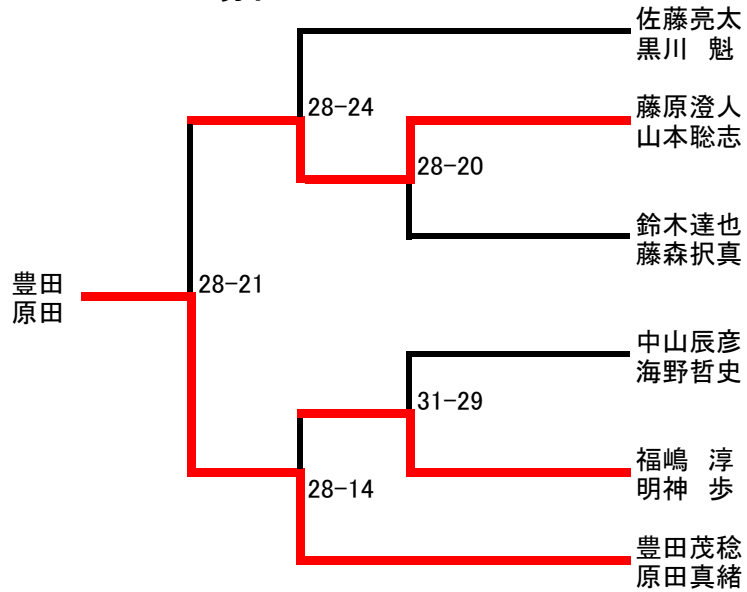 佐藤亮太
黒川 魁
28-24
藤原澄人
山本聡志
28-20
鈴木達也
藤森択真
豊田
原田
28-21
中山辰彦
海野哲史
31-29
福嶋 淳
明神 歩
28-14
豊田茂稔
原田真緒